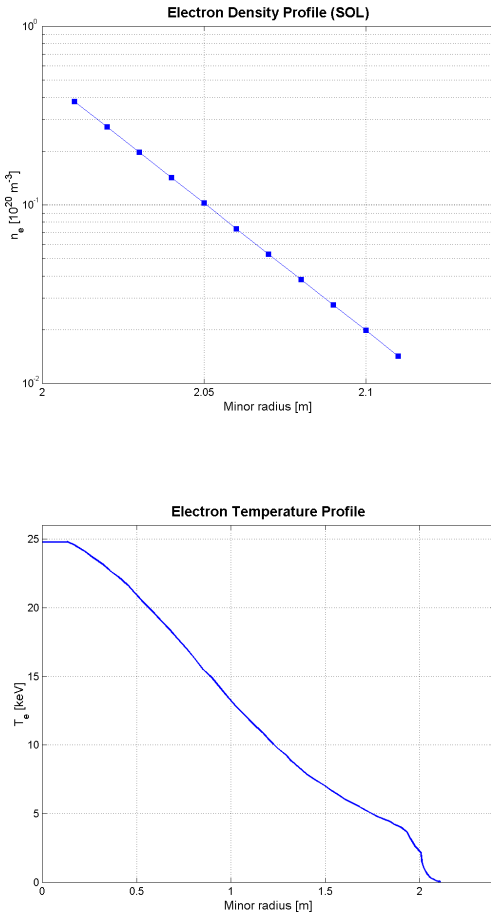 Electron Density Profile (SOL)
10^0
10^-1
10^-2
n_e [10^20 m^-3]
2
2.05
2.1
Minor radius [m]
Electron Temperature Profile
25
20
15
10
5
0
T_e [keV]
0
0.5
1
1.5
2
Minor radius [m]